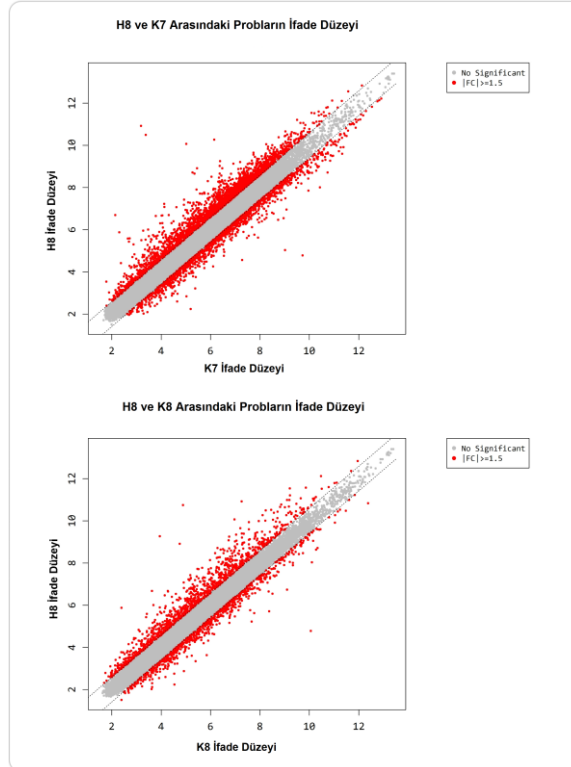 H8 ve K7 Arasındaki Probların İfade Düzeyi
No Significant
|FC|>=1.5
H8 İfade Düzeyi
12
10
8
6
4
2
2 4 6 8 10 12
K7 İfade Düzeyi
H8 ve K8 Arasındaki Probların İfade Düzeyi
No Significant
|FC|>=1.5
H8 İfade Düzeyi
12
10
8
6
4
2
2 4 6 8 10 12
K8 İfade Düzeyi